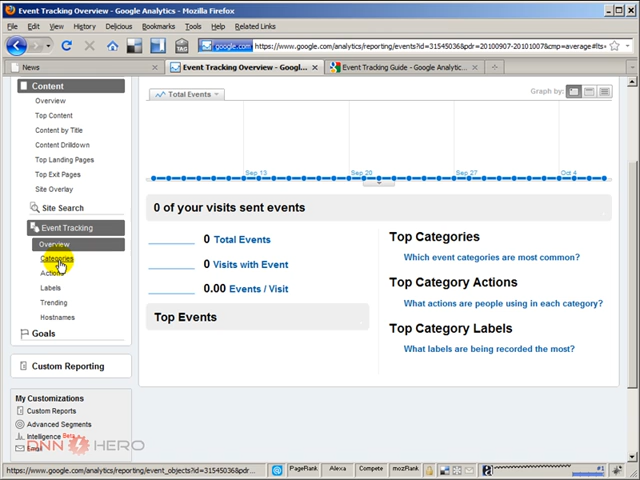 Event Tracking Overview - Google Analytics - Mozilla Firefox
File Edit View History Delicious Bookmarks Tools Related Links
TAG
google.com
https://www.google.com/analytics/reporting/events?id=31545036&pdr=20100907-20101007&cmp=average#lts
News
Event Tracking Overview - Googl...
Event Tracking Guide - Google Analytic...
Content
Overview
Top Content
Content by Title
Content Drilldown
Top Landing Pages
Top Exit Pages
Site Overlay
Site Search
Event Tracking
Overview
Categories
Actions
Labels
Trending
Hostnames
Goals
Custom Reporting
My Customizations
Custom Reports
Advanced Segments
Intelligence Beta
Email
DNN HERO
Total Events
Graph by:
Sep 13 Sep 20 Sep 27 Oct 4
0 of your visits sent events
0 Total Events
0 Visits with Event
0.00 Events / Visit
Top Events
Top Categories
Which event categories are most common?
Top Category Actions
What actions are people using in each category?
Top Category Labels
What labels are being recorded the most?
https://www.google.com/analytics/reporting/event_objects?id=31545036&pdr...
PageRank Alexa Compete mozRank
#1